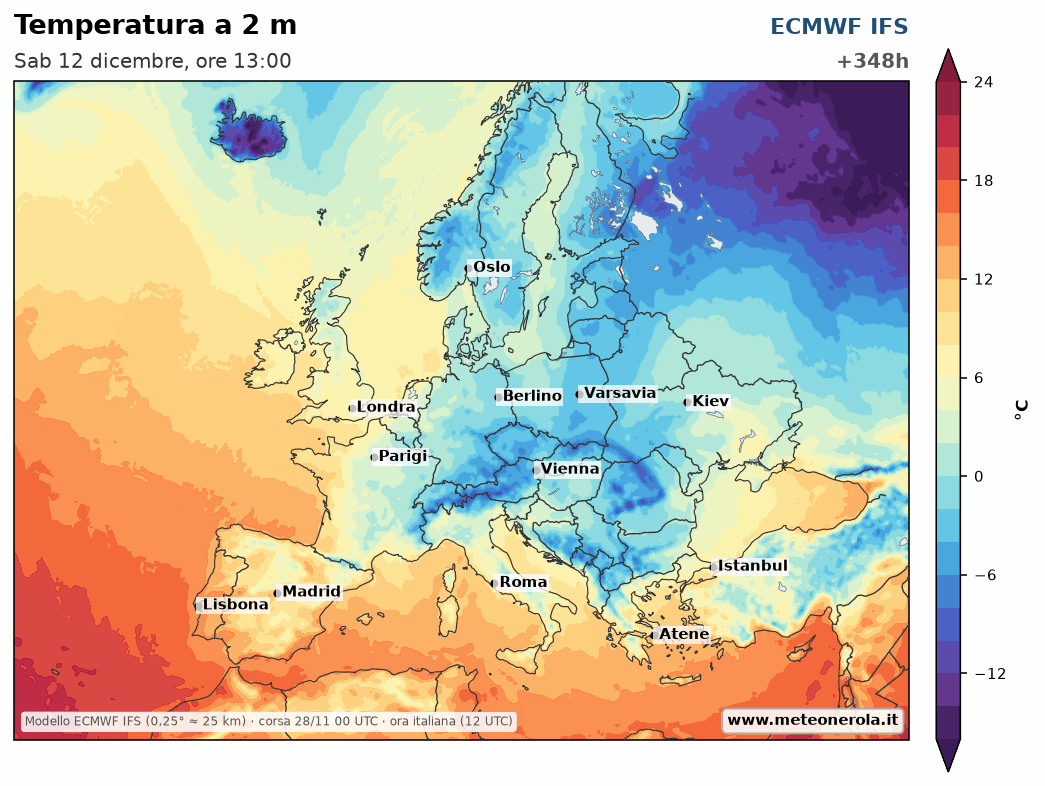 Temperatura a 2 m
ECMWF IFS
Sab 12 dicembre, ore 13:00
+348h
24
18
12
6
0
−6
−12
°C
Oslo
Berlino
Varsavia
Kiev
Londra
Parigi
Vienna
Istanbul
Roma
Madrid
Lisbona
Atene
Modello ECMWF IFS (0,25° ≈ 25 km) · corsa 28/11 00 UTC · ora italiana (12 UTC)
www.meteonerola.it